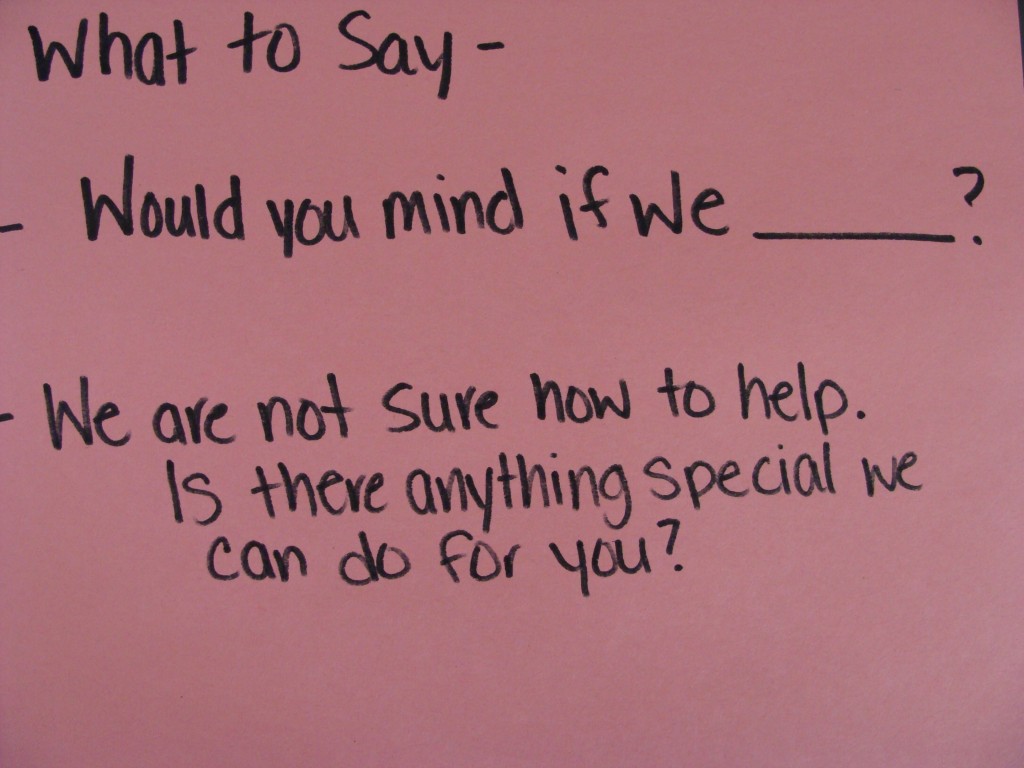 What to Say -
- Would you mind if we ______?
- We are not sure how to help.
Is there anything special we
can do for you?